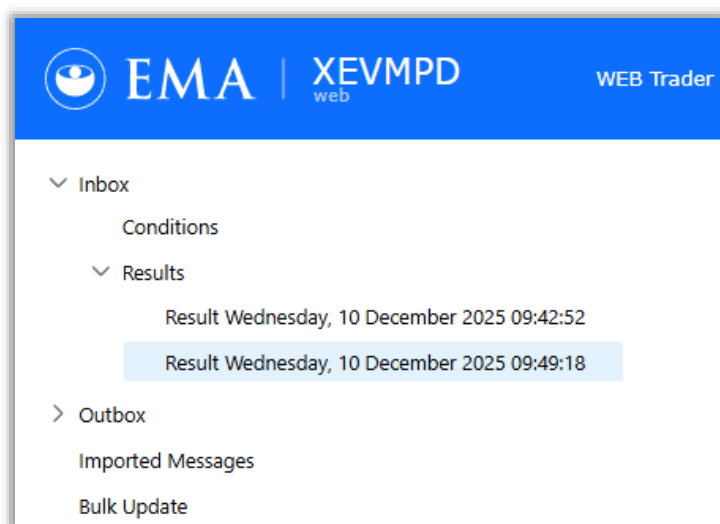 EMA | XEVMPD
web
WEB Trader
Inbox
Conditions
Results
Result Wednesday, 10 December 2025 09:42:52
Result Wednesday, 10 December 2025 09:49:18
Outbox
Imported Messages
Bulk Update